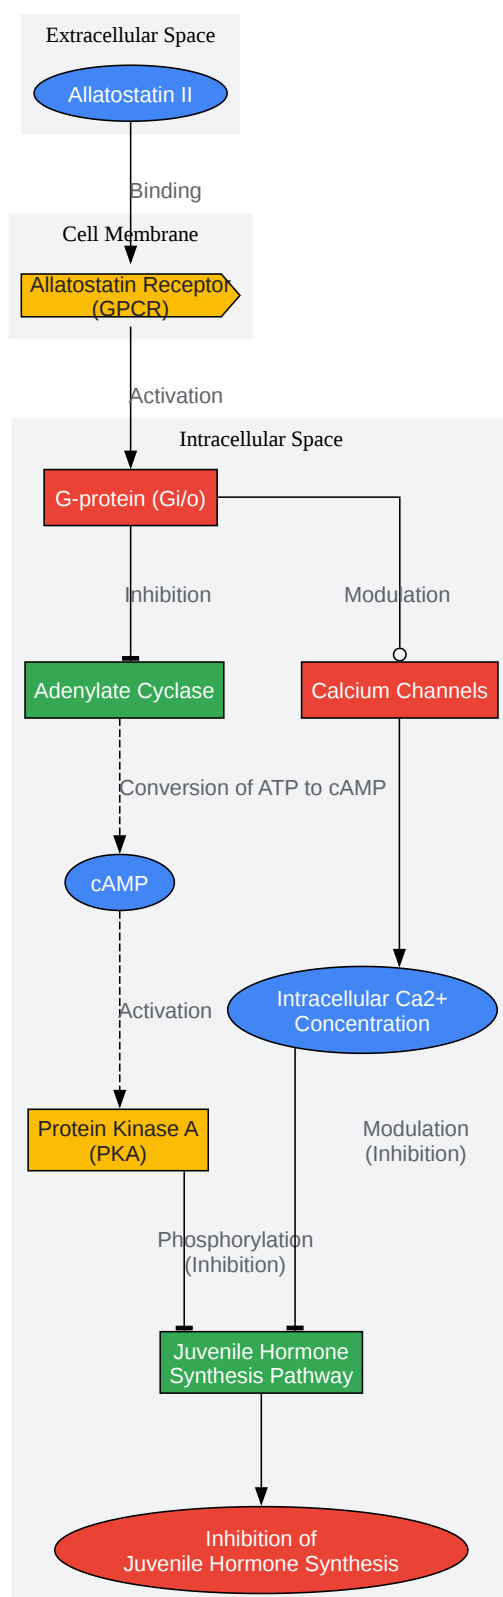 Extracellular Space
Allatostatin II
Binding
Cell Membrane
Allatostatin Receptor
(GPCR)
Activation
Intracellular Space
G-protein (Gi/o)
Inhibition
Modulation
Adenylate Cyclase
Calcium Channels
Conversion of ATP to cAMP
cAMP
Activation
Intracellular Ca2+
Concentration
Protein Kinase A
(PKA)
Modulation
(Inhibition)
Phosphorylation
(Inhibition)
Juvenile Hormone
Synthesis Pathway
Inhibition of
Juvenile Hormone Synthesis